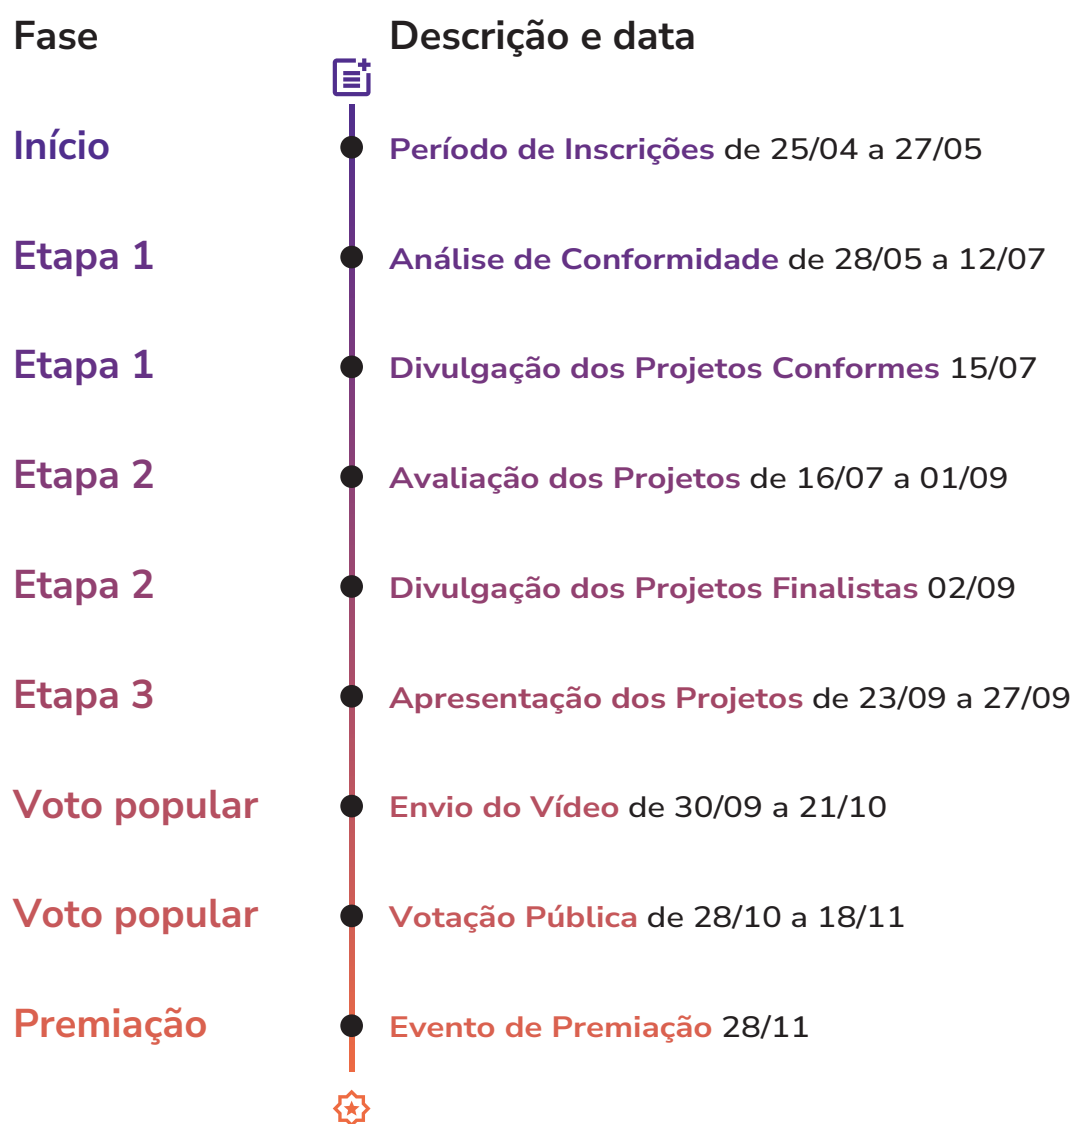 Fase Descrição e data
Início Período de Inscrições de 25/04 a 27/05
Etapa 1 Análise de Conformidade de 28/05 a 12/07
Etapa 1 Divulgação dos Projetos Conformes 15/07
Etapa 2 Avaliação dos Projetos de 16/07 a 01/09
Etapa 2 Divulgação dos Projetos Finalistas 02/09
Etapa 3 Apresentação dos Projetos de 23/09 a 27/09
Voto popular Envio do Vídeo de 30/09 a 21/10
Voto popular Votação Pública de 28/10 a 18/11
Premiação Evento de Premiação 28/11